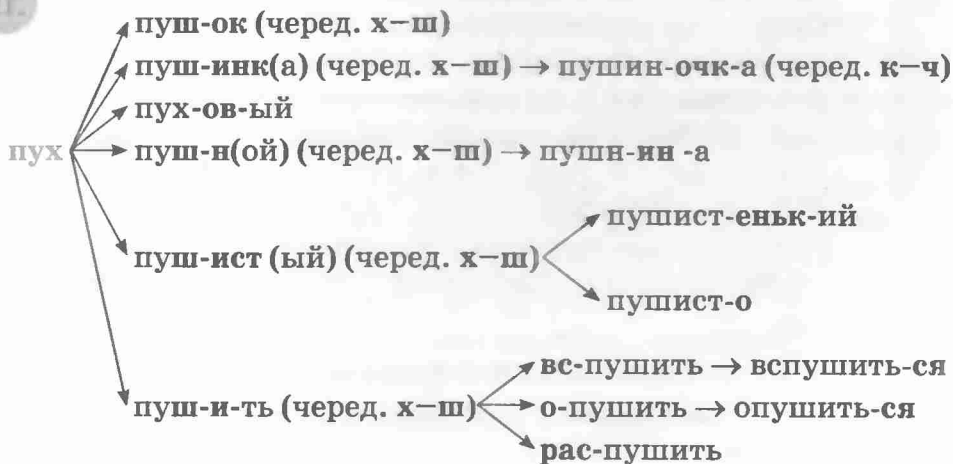 пуш-ок (черед. х–ш)
пуш-инк(а) (черед. х–ш) → пушин-очк-а (черед. к–ч)
пух-ов-ый
пух
пуш-н(ой) (черед. х–ш) → пушн-ин -а
пушист-еньк-ий
пуш-ист (ый) (черед. х–ш)
пушист-о
вс-пушить → вспушить-ся
пуш-и-ть (черед. х–ш)
о-пушить → опушить-ся
рас-пушить